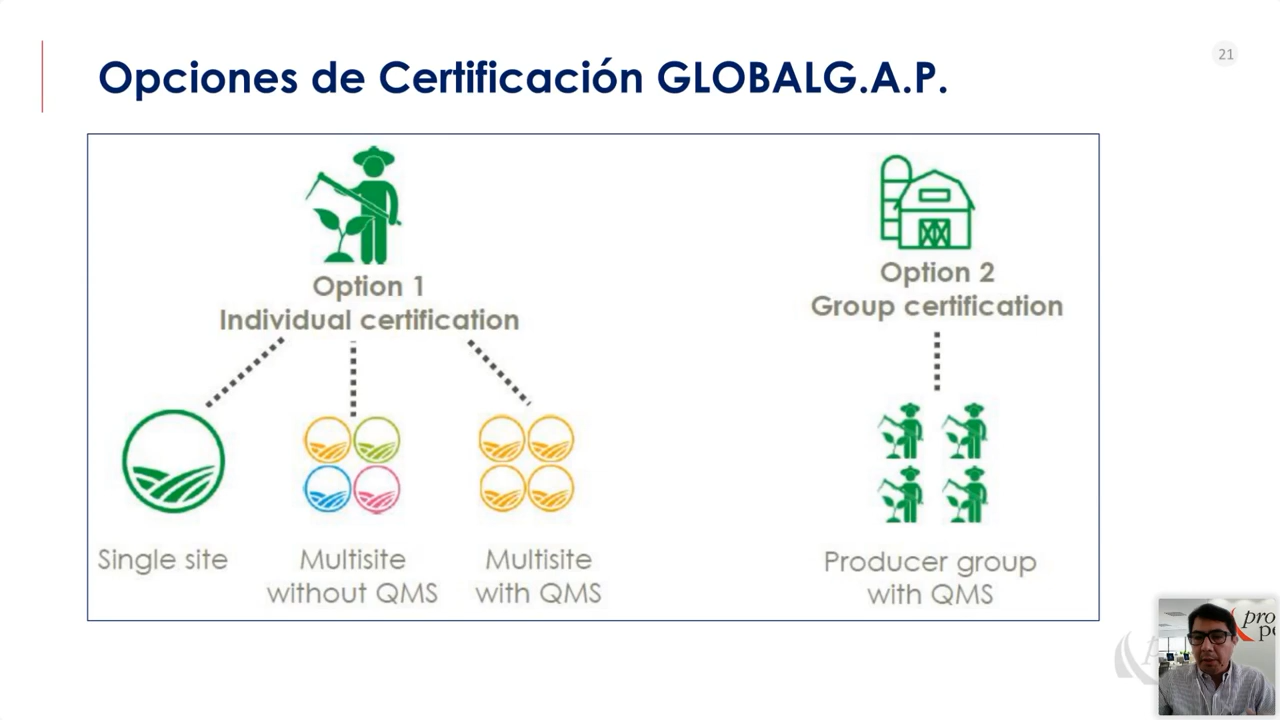 Opciones de Certificación GLOBALG.A.P.
21
Option 1
Individual certification
Option 2
Group certification
Single site
Multisite
without QMS
Multisite
with QMS
Producer group
with QMS